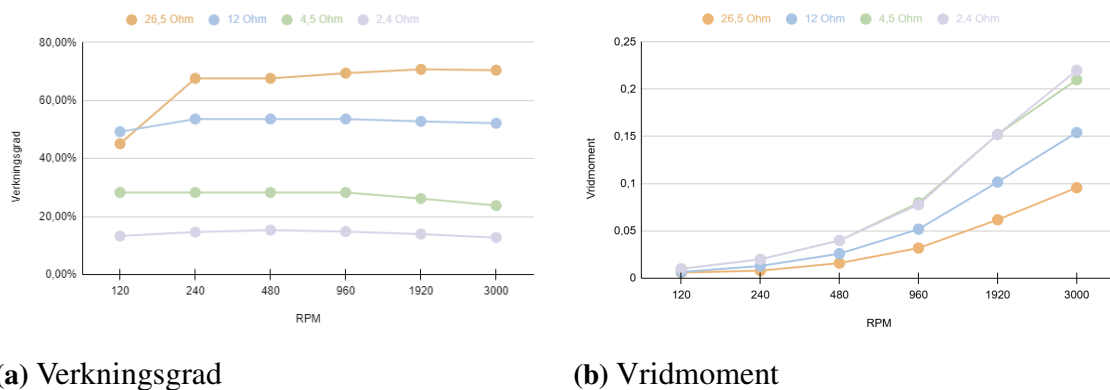 26,5 Ohm 12 Ohm 4,5 Ohm 2,4 Ohm
80,00%
60,00%
40,00%
20,00%
0,00%
Verkningsgrad
120 240 480 960 1920 3000
RPM
(a) Verkningsgrad
26,5 Ohm 12 Ohm 4,5 Ohm 2,4 Ohm
0,25
0,2
0,15
0,1
0,05
0
Vridmoment
120 240 480 960 1920 3000
RPM
(b) Vridmoment